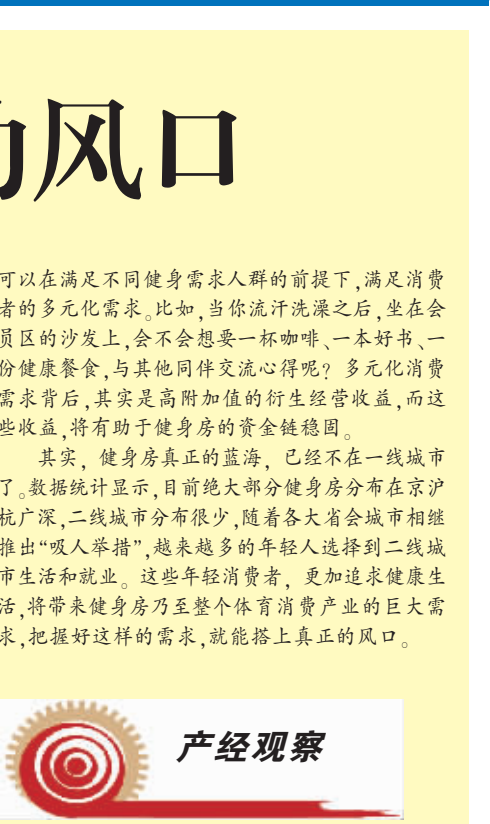 风口
可以在满足不同健身需求人群的前提下,满足消费
者的多元化需求。比如,当你流汗洗澡之后,坐在会
员区的沙发上,会不会想要一杯咖啡、一本好书、一
份健康餐食,与其他同伴交流心得呢?多元化消费
需求背后,其实是高附加值的衍生经营收益,而这
些收益,将有助于健身房的资金链稳固。
其实,健身房真正的蓝海,已经不在一线城市
了。数据统计显示,目前绝大部分健身房分布在京沪
杭广深,二线城市分布很少,随着各大省会城市相继
推出“吸人举措”,越来越多的年轻人选择到二线城
市生活和就业。这些年轻消费者,更加追求健康生
活,将带来健身房乃至整个体育消费产业的巨大需
求,把握好这样的需求,就能搭上真正的风口。
产经观察